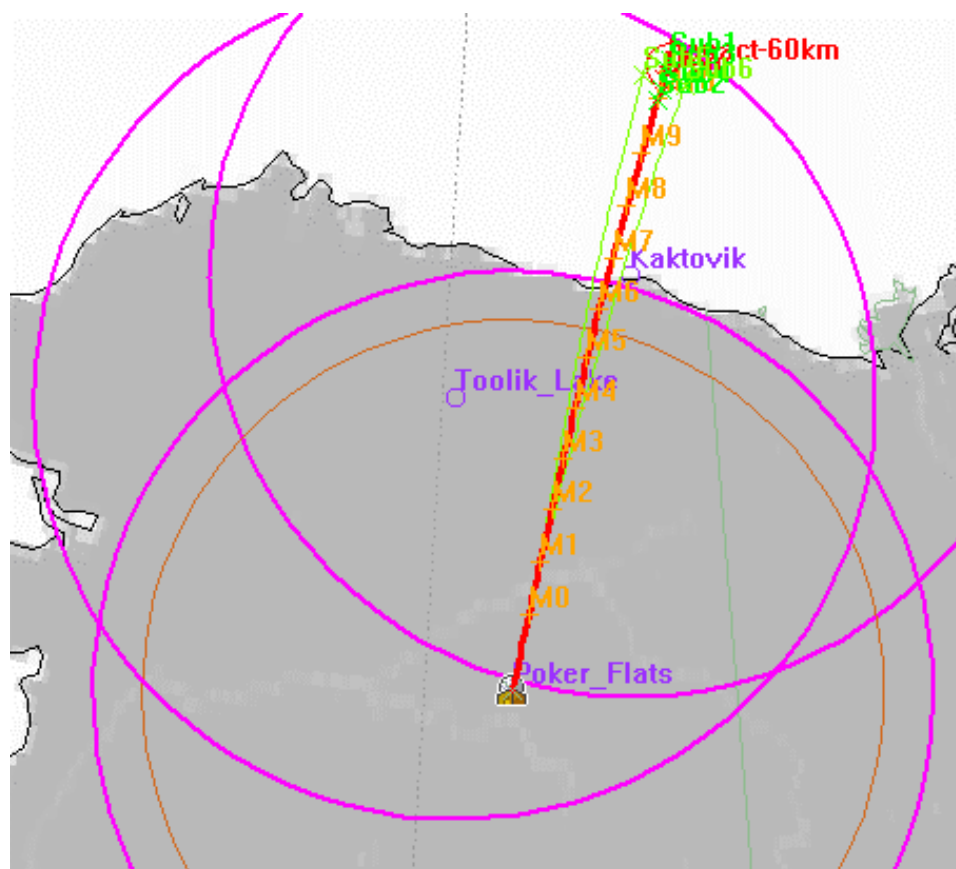 Sub1
Impact-60km
Sub2
M9
M8
M7
Kaktovik
M6
M5
Toolik_Lake
M4
M3
M2
M1
M0
Poker_Flats